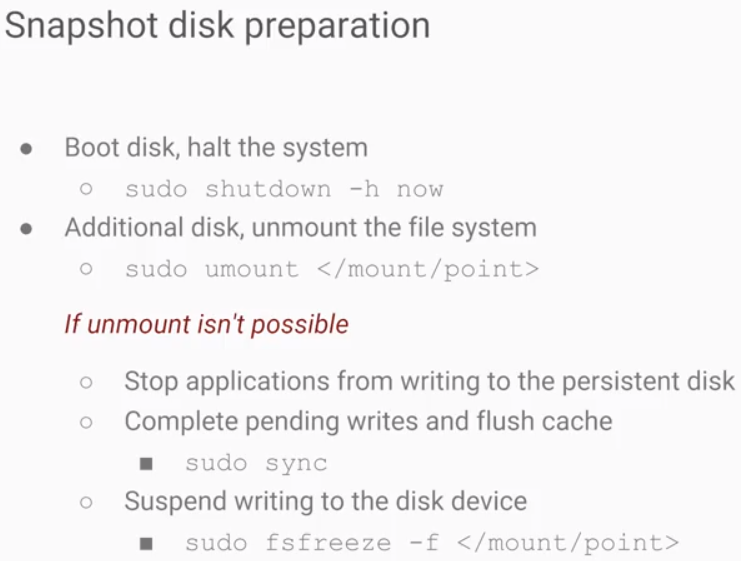 Snapshot disk preparation
● Boot disk, halt the system
○ sudo shutdown -h now
● Additional disk, unmount the file system
○ sudo umount </mount/point>
If unmount isn't possible
○ Stop applications from writing to the persistent disk
○ Complete pending writes and flush cache
■ sudo sync
○ Suspend writing to the disk device
■ sudo fsfreeze -f </mount/point>